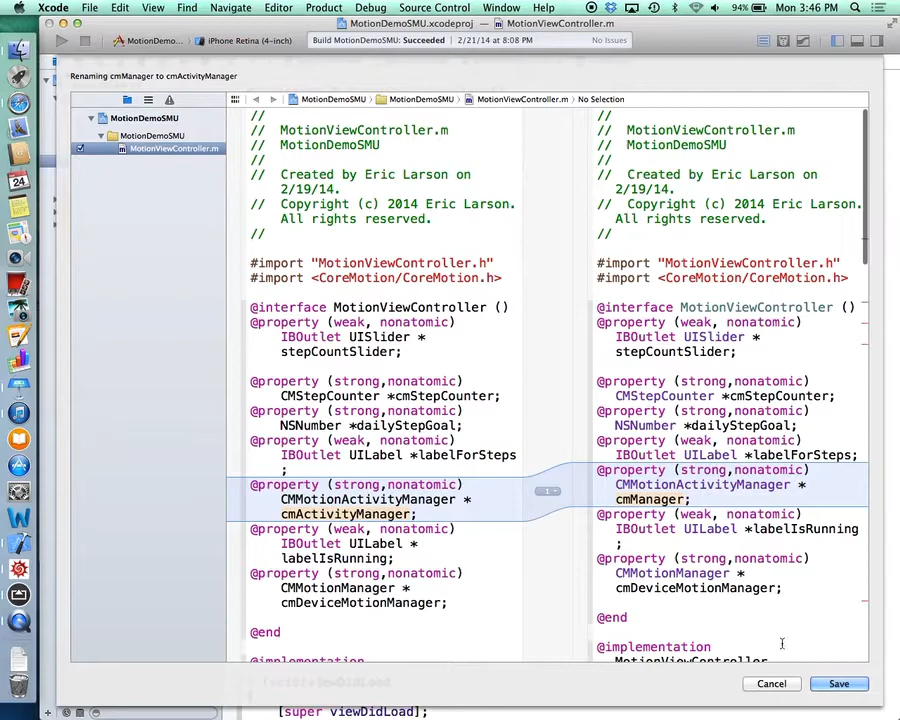 Xcode File Edit View Find Navigate Editor Product Debug Source Control Window Help 94% Mon 3:46 PM
MotionDemoSMU.xcodeproj — MotionViewController.m
MotionDemo... iPhone Retina (4-inch) Build MotionDemoSMU: Succeeded 2/21/14 at 8:08 PM No Issues
Renaming cmManager to cmActivityManager
MotionDemoSMU MotionDemoSMU MotionViewController.m No Selection
MotionDemoSMU
MotionDemoSMU
MotionViewController.m
//
// MotionViewController.m
// MotionDemoSMU
//
// Created by Eric Larson on
2/19/14.
// Copyright (c) 2014 Eric Larson.
All rights reserved.
//
#import "MotionViewController.h"
#import <CoreMotion/CoreMotion.h>
@interface MotionViewController ()
@property (weak, nonatomic)
IBOutlet UISlider *
stepCountSlider;
@property (strong,nonatomic)
CMStepCounter *cmStepCounter;
@property (strong,nonatomic)
NSNumber *dailyStepGoal;
@property (weak, nonatomic)
IBOutlet UILabel *labelForSteps
;
@property (strong,nonatomic)
CMMotionActivityManager *
cmActivityManager;
@property (weak, nonatomic)
IBOutlet UILabel *
labelIsRunning;
@property (strong,nonatomic)
CMMotionManager *
cmDeviceMotionManager;
@end
@implementation
1
//
// MotionViewController.m
// MotionDemoSMU
//
// Created by Eric Larson on
2/19/14.
// Copyright (c) 2014 Eric Larson.
All rights reserved.
//
#import "MotionViewController.h"
#import <CoreMotion/CoreMotion.h>
@interface MotionViewController ()
@property (weak, nonatomic)
IBOutlet UISlider *
stepCountSlider;
@property (strong,nonatomic)
CMStepCounter *cmStepCounter;
@property (strong,nonatomic)
NSNumber *dailyStepGoal;
@property (weak, nonatomic)
IBOutlet UILabel *labelForSteps;
@property (strong,nonatomic)
CMMotionActivityManager *
cmManager;
@property (weak, nonatomic)
IBOutlet UILabel *labelIsRunning
;
@property (strong,nonatomic)
CMMotionManager *
cmDeviceMotionManager;
@end
@implementation
MotionViewController
Cancel Save
[super viewDidLoad];
24